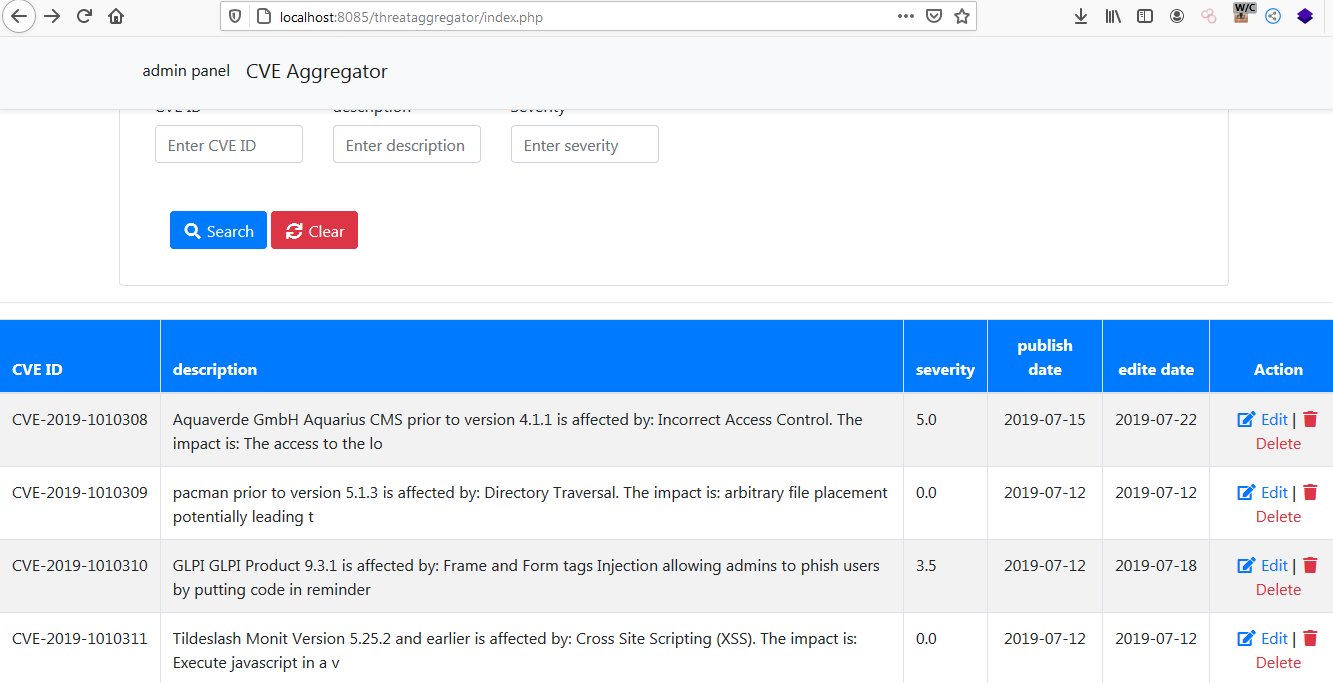 localhost:8085/threataggregator/index.php
W/C
admin panel CVE Aggregator
CVE ID description Severity
Enter CVE ID Enter description Enter severity
Search Clear
CVE ID description severity publish date edite date Action
CVE-2019-1010308 Aquaverde GmbH Aquarius CMS prior to version 4.1.1 is affected by: Incorrect Access Control. The 5.0 2019-07-15 2019-07-22 Edit |
impact is: The access to the lo Delete
CVE-2019-1010309 pacman prior to version 5.1.3 is affected by: Directory Traversal. The impact is: arbitrary file placement 0.0 2019-07-12 2019-07-12 Edit |
potentially leading t Delete
CVE-2019-1010310 GLPI GLPI Product 9.3.1 is affected by: Frame and Form tags Injection allowing admins to phish users 3.5 2019-07-12 2019-07-18 Edit |
by putting code in reminder Delete
CVE-2019-1010311 Tildeslash Monit Version 5.25.2 and earlier is affected by: Cross Site Scripting (XSS). The impact is: 0.0 2019-07-12 2019-07-12 Edit |
Execute javascript in a v Delete